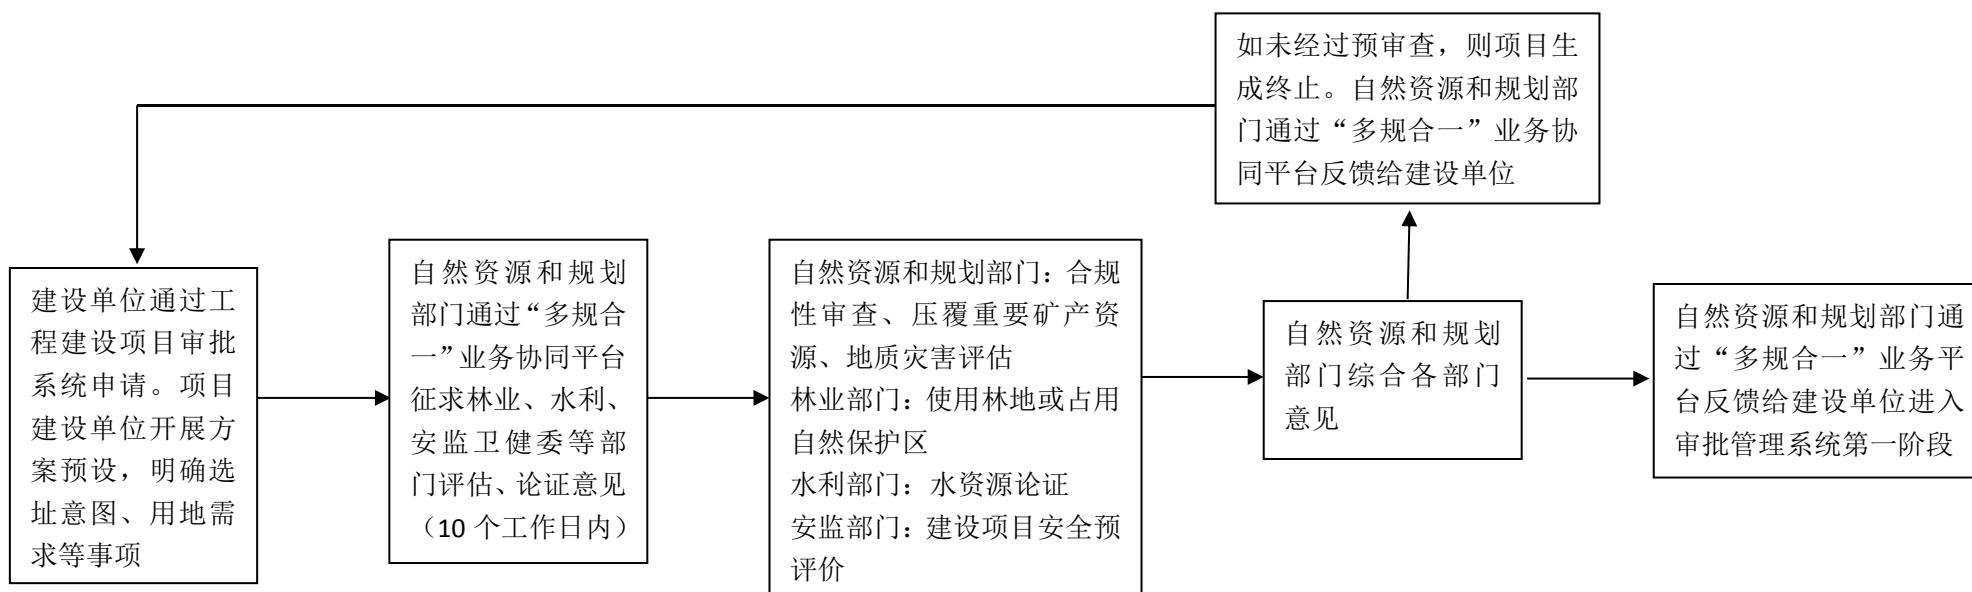 如未经过预审查，则项目生
成终止。自然资源和规划部
门通过“多规合一”业务协
同平台反馈给建设单位
建设单位通过工
程建设项目审批
系统申请。项目
建设单位开展方
案预设，明确选
址意图、用地需
求等事项
自然资源和规划
部门通过“多规合
一”业务协同平台
征求林业、水利、
安监卫健委等部
门评估、论证意见
（10 个工作日内）
自然资源和规划部门：合规
性审查、压覆重要矿产资
源、地质灾害评估
林业部门：使用林地或占用
自然保护区
水利部门：水资源论证
安监部门：建设项目安全预
评价
自然资源和规划
部门综合各部门
意见
自然资源和规划部门通
过“多规合一”业务平
台反馈给建设单位进入
审批管理系统第一阶段